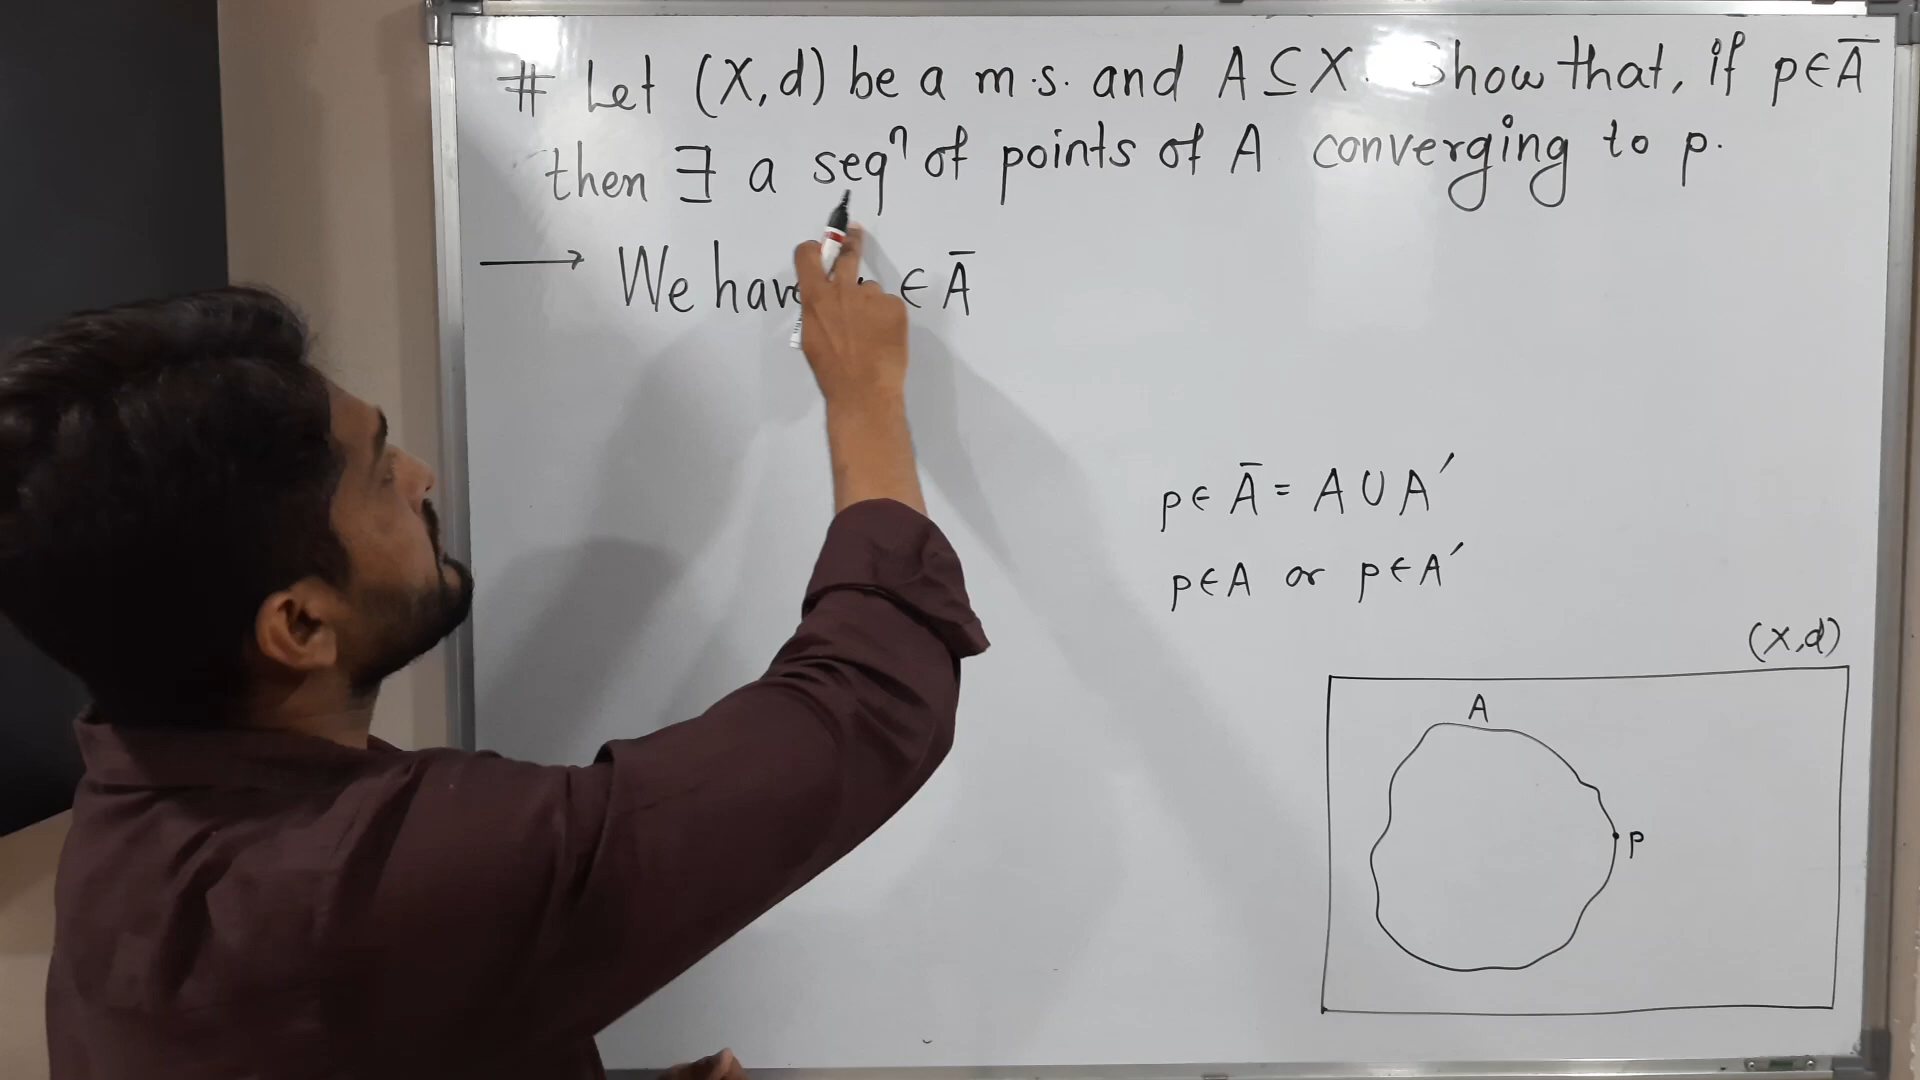 # Let (X,d) be a m.s. and A⊆X. Show that, if p∈Ā
then ∃ a seqⁿ of points of A converging to p.
→ We have ∈ Ā
p∈ Ā = A∪A′
p∈A or p∈A′
(X,d)
A
P